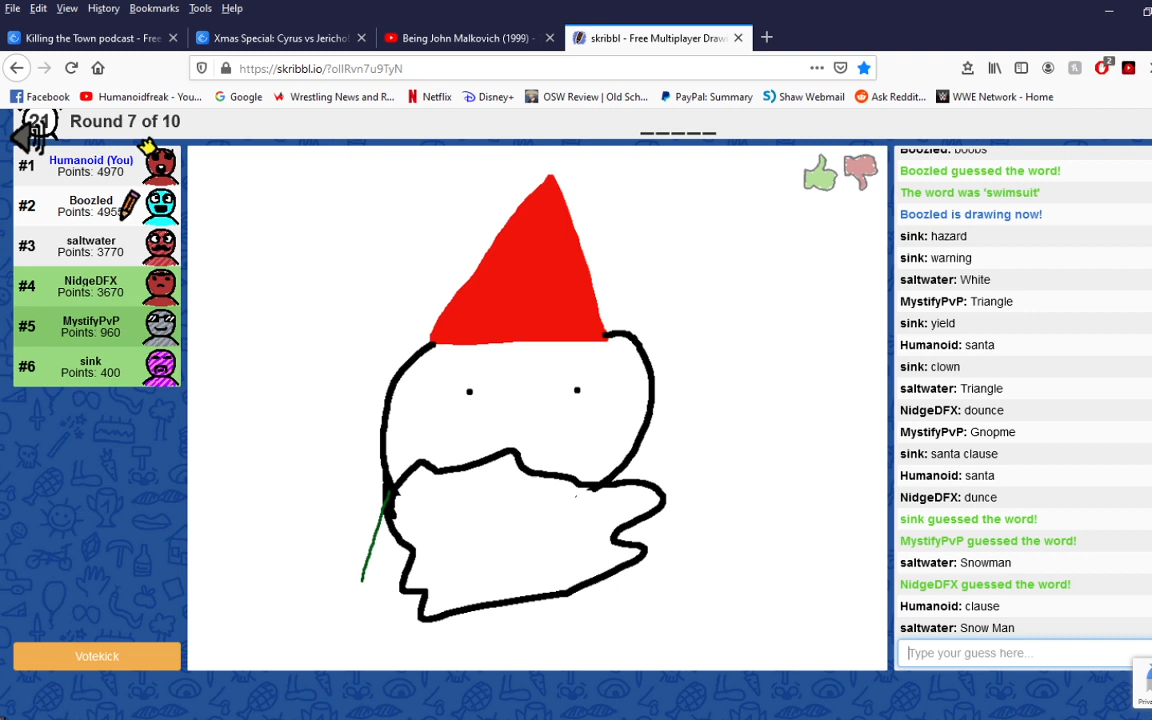 File Edit View History Bookmarks Tools Help
Killing the Town podcast - Free
Xmas Special: Cyrus vs Jericho!
Being John Malkovich (1999) -
skribbl - Free Multiplayer Draw
https://skribbl.io/?olIRvn7u9TyN
2
Facebook Humanoidfreak - You... Google Wrestling News and R... Netflix Disney+ OSW Review | Old Sch... PayPal: Summary Shaw Webmail Ask Reddit... WWE Network - Home
21 Round 7 of 10 _____
#1 Humanoid (You)
Points: 4970
#2 Boozled
Points: 4955
#3 saltwater
Points: 3770
#4 NidgeDFX
Points: 3670
#5 MystifyPvP
Points: 960
#6 sink
Points: 400
Votekick
Boozled: boobs
Boozled guessed the word!
The word was 'swimsuit'
Boozled is drawing now!
sink: hazard
sink: warning
saltwater: White
MystifyPvP: Triangle
sink: yield
Humanoid: santa
sink: clown
saltwater: Triangle
NidgeDFX: dounce
MystifyPvP: Gnopme
sink: santa clause
Humanoid: santa
NidgeDFX: dunce
sink guessed the word!
MystifyPvP guessed the word!
saltwater: Snowman
NidgeDFX guessed the word!
Humanoid: clause
saltwater: Snow Man
Type your guess here...